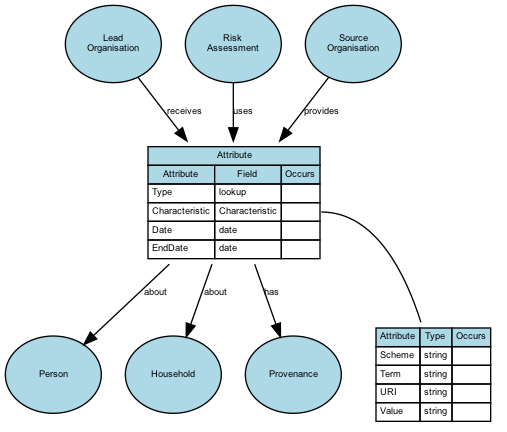 Lead
Organisation
Risk
Assessment
Source
Organisation
receives
uses
provides
Attribute
Attribute Field Occurs
Type lookup
Characteristic Characteristic
Date date
EndDate date
about
about
has
Person
Household
Provenance
Attribute Type Occurs
Scheme string
Term string
URI string
Value string